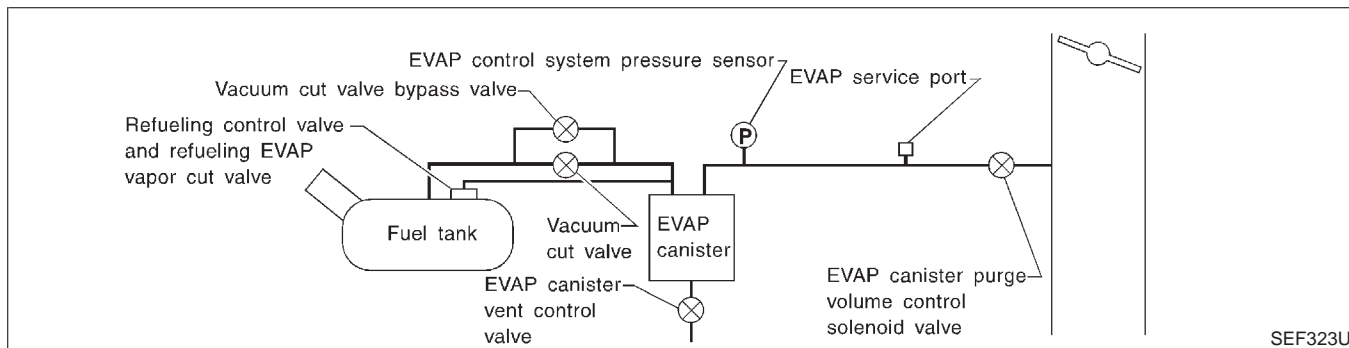 EVAP control system pressure sensor
EVAP service port
Vacuum cut valve bypass valve
Refueling control valve
and refueling EVAP
vapor cut valve
P
Fuel tank
Vacuum
cut valve
EVAP
canister
EVAP canister
vent control
valve
EVAP canister purge
volume control
solenoid valve
SEF323U